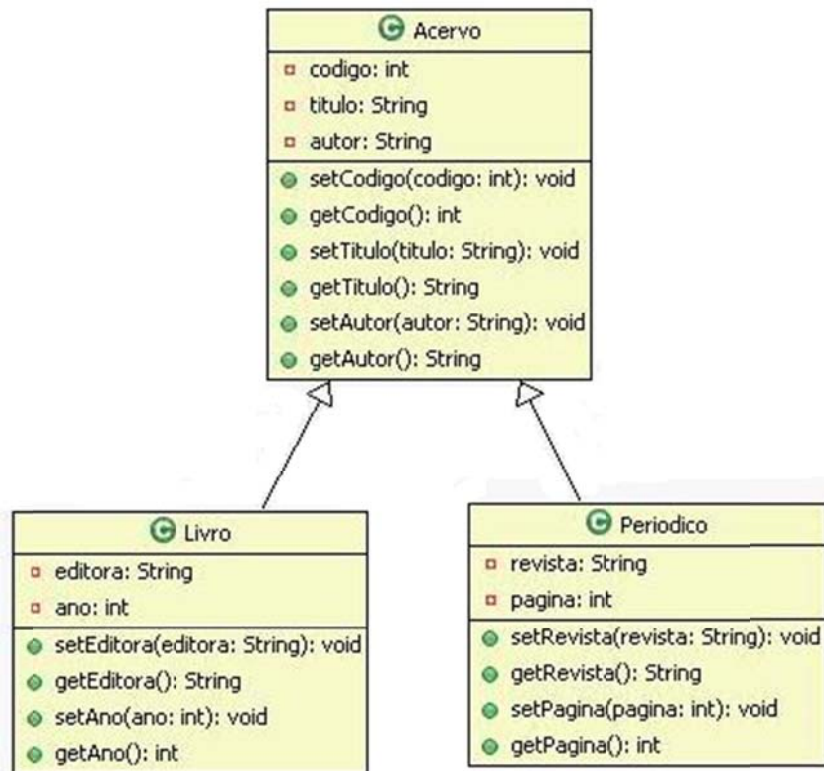 Acervo
codigo: int
titulo: String
autor: String
setCodigo(codigo: int): void
getCodigo(): int
setTitulo(titulo: String): void
getTitulo(): String
setAutor(autor: String): void
getAutor(): String
Livro
editora: String
ano: int
setEditora(editora: String): void
getEditora(): String
setAno(ano: int): void
getAno(): int
Periodico
revista: String
pagina: int
setRevista(revista: String): void
getRevista(): String
setPagina(pagina: int): void
getPagina(): int